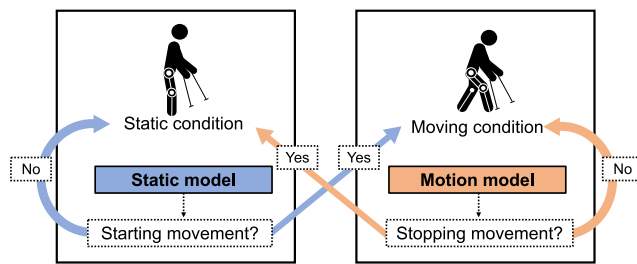 Static condition
Moving condition
No
Yes
Yes
No
Static model
Motion model
Starting movement?
Stopping movement?